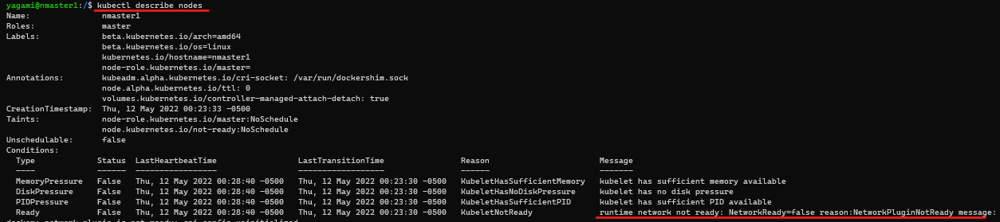 yagami@nmaster1:/$ kubectl describe nodes
Name: nmaster1
Roles: master
Labels: beta.kubernetes.io/arch=amd64
beta.kubernetes.io/os=linux
kubernetes.io/hostname=nmaster1
node-role.kubernetes.io/master=
Annotations: kubeadm.alpha.kubernetes.io/cri-socket: /var/run/dockershim.sock
node.alpha.kubernetes.io/ttl: 0
volumes.kubernetes.io/controller-managed-attach-detach: true
CreationTimestamp: Thu, 12 May 2022 00:23:33 -0500
Taints: node-role.kubernetes.io/master:NoSchedule
node.kubernetes.io/not-ready:NoSchedule
Unschedulable: false
Conditions:
Type Status LastHeartbeatTime LastTransitionTime Reason Message
---- ------ ----------------- ------------------ ------ -------
MemoryPressure False Thu, 12 May 2022 00:28:40 -0500 Thu, 12 May 2022 00:23:30 -0500 KubeletHasSufficientMemory kubelet has sufficient memory available
DiskPressure False Thu, 12 May 2022 00:28:40 -0500 Thu, 12 May 2022 00:23:30 -0500 KubeletHasNoDiskPressure kubelet has no disk pressure
PIDPressure False Thu, 12 May 2022 00:28:40 -0500 Thu, 12 May 2022 00:23:30 -0500 KubeletHasSufficientPID kubelet has sufficient PID available
Ready False Thu, 12 May 2022 00:28:40 -0500 Thu, 12 May 2022 00:23:30 -0500 KubeletNotReady runtime network not ready: NetworkReady=false reason:NetworkPluginNotReady message: